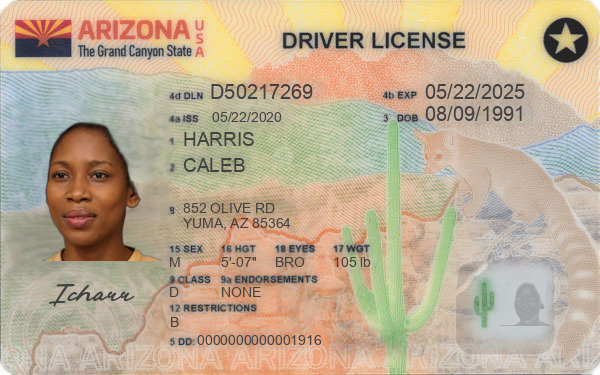 ARIZONA USA
The Grand Canyon State
DRIVER LICENSE
4d DLN D50217269
4b EXP 05/22/2025
4a ISS 05/22/2020
3 DOB 08/09/1991
1 HARRIS
2 CALEB
8 852 OLIVE RD
YUMA, AZ 85364
15 SEX 16 HGT 18 EYES 17 WGT
M 5'-07" BRO 105 lb
9 CLASS 9a ENDORSEMENTS
D NONE
12 RESTRICTIONS
B
5 DD: 0000000000001916
ARIZONA ARIZONA ARIZONA ARIZONA